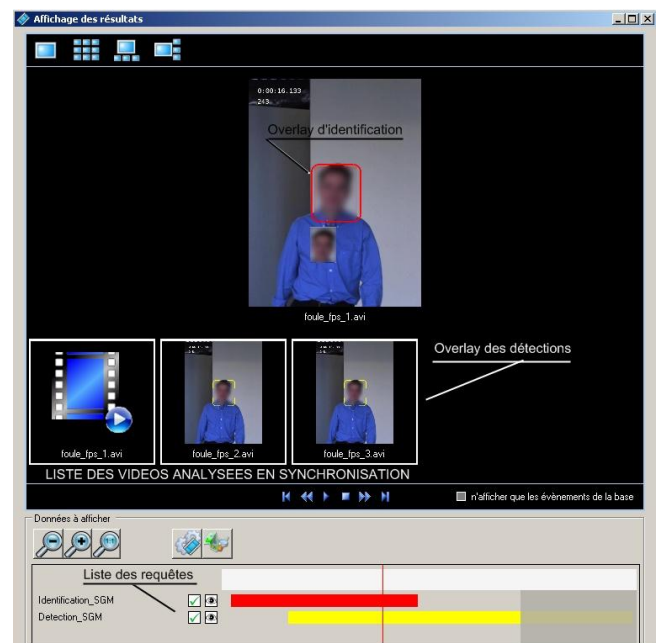 Affichage des résultats
0:00:16.133
243
Overlay d'identification
foule_fps_1.avi
Overlay des détections
foule_fps_1.avi
foule_fps_2.avi
foule_fps_3.avi
LISTE DES VIDEOS ANALYSEES EN SYNCHRONISATION
n'afficher que les évènements de la base
Données à afficher
Liste des requêtes
Identification_SGM
Detection_SGM